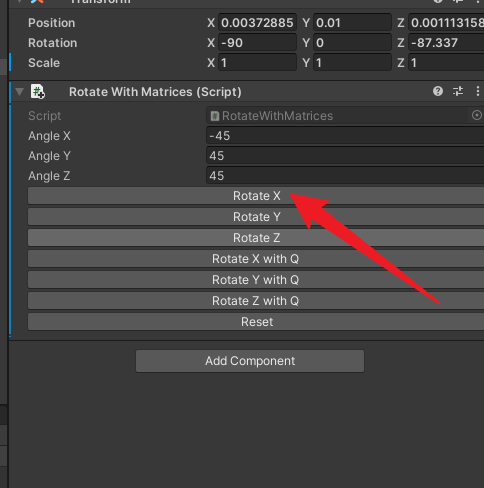 Transform
Position X 0.00372885 Y 0.01 Z 0.001113158
Rotation X -90 Y 0 Z -87.337
Scale X 1 Y 1 Z 1
# Rotate With Matrices (Script)
Script # RotateWithMatrices
Angle X -45
Angle Y 45
Angle Z 45
Rotate X
Rotate Y
Rotate Z
Rotate X with Q
Rotate Y with Q
Rotate Z with Q
Reset
Add Component